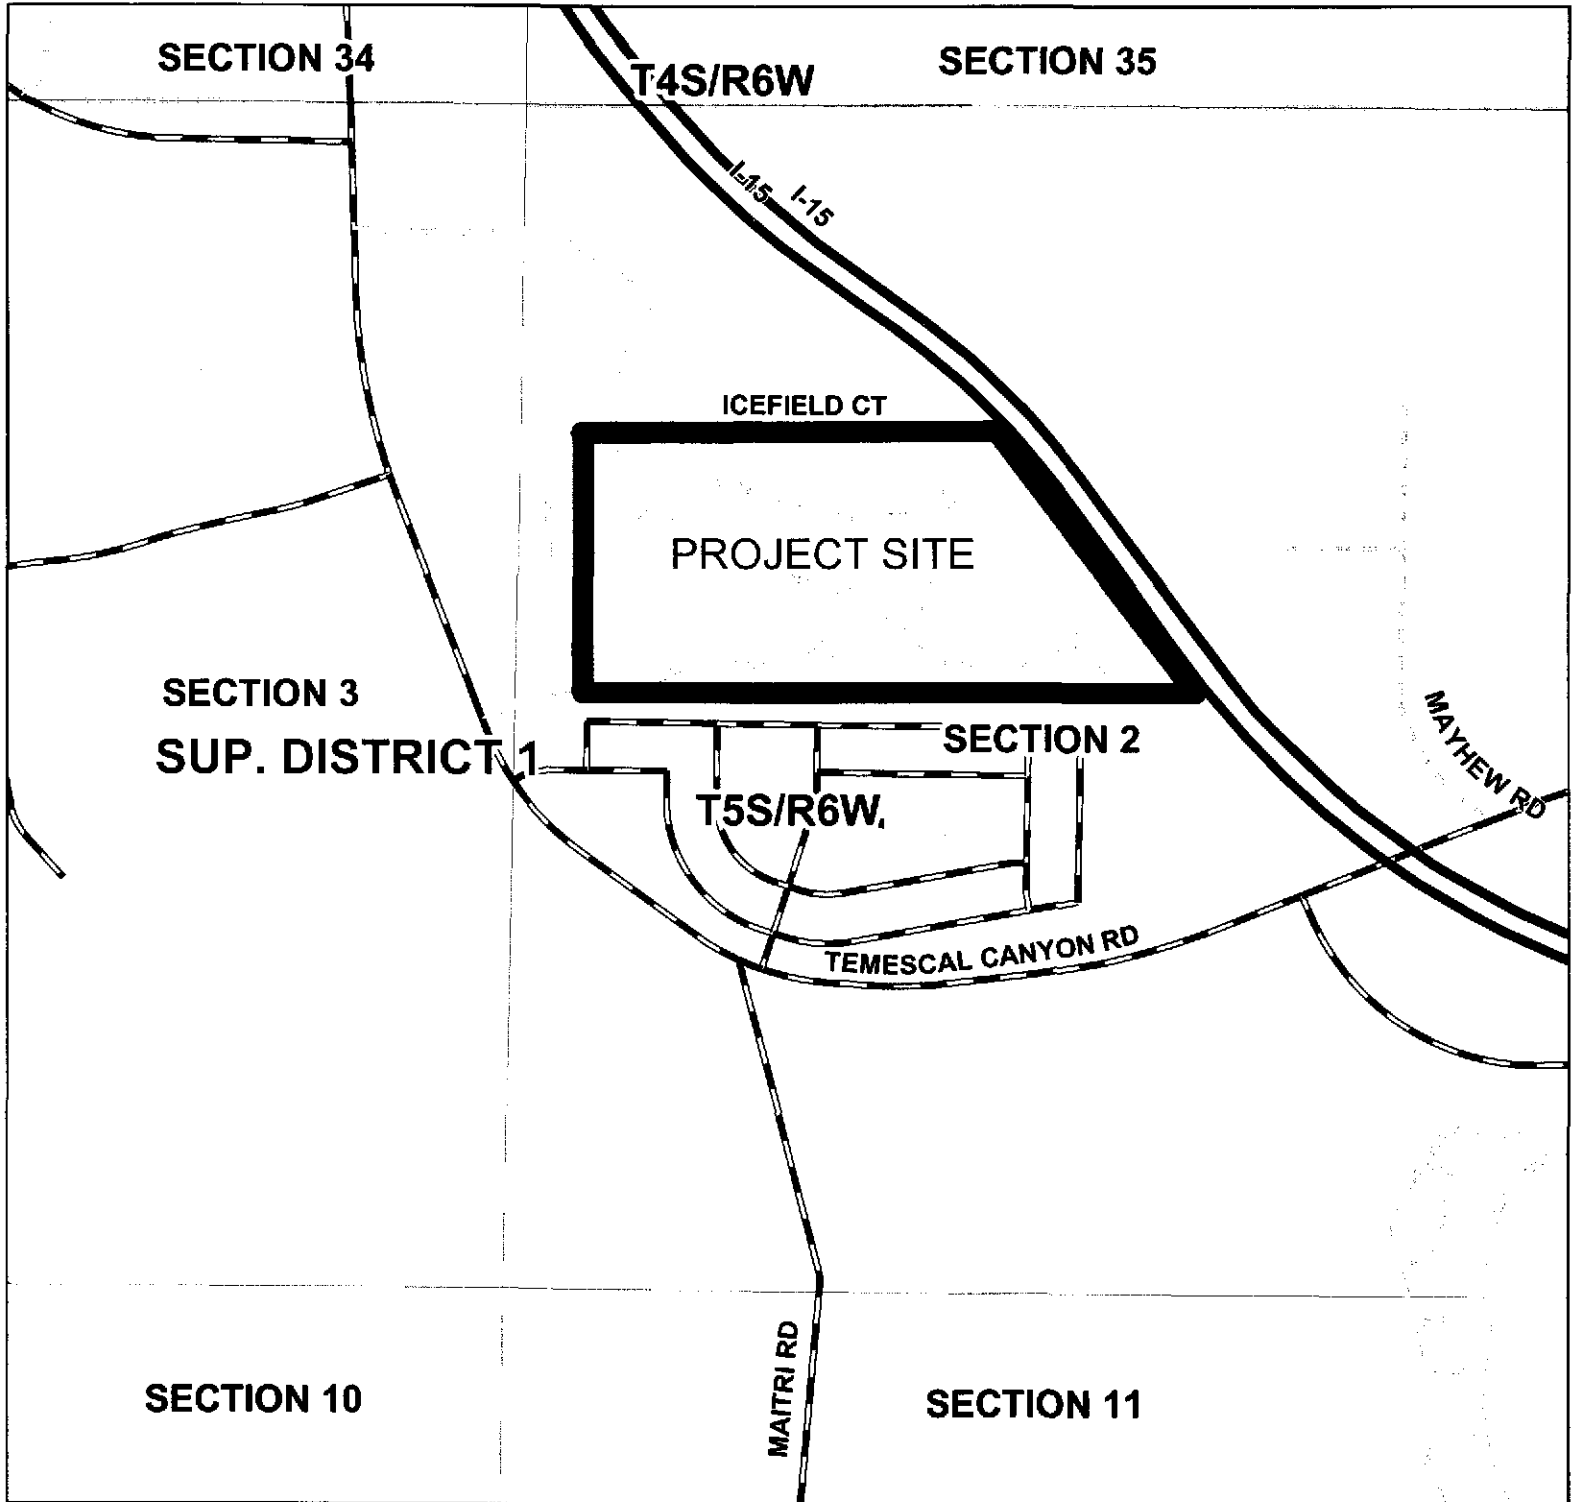 SECTION 34
SECTION 35
T4S/R6W
I-15
I-15
ICEFIELD CT
PROJECT SITE
SECTION 3
MAYHEW RD
SECTION 2
SUP. DISTRICT 1
T5S/R6W
TEMESCAL CANYON RD
MAITRI RD
SECTION 10
SECTION 11